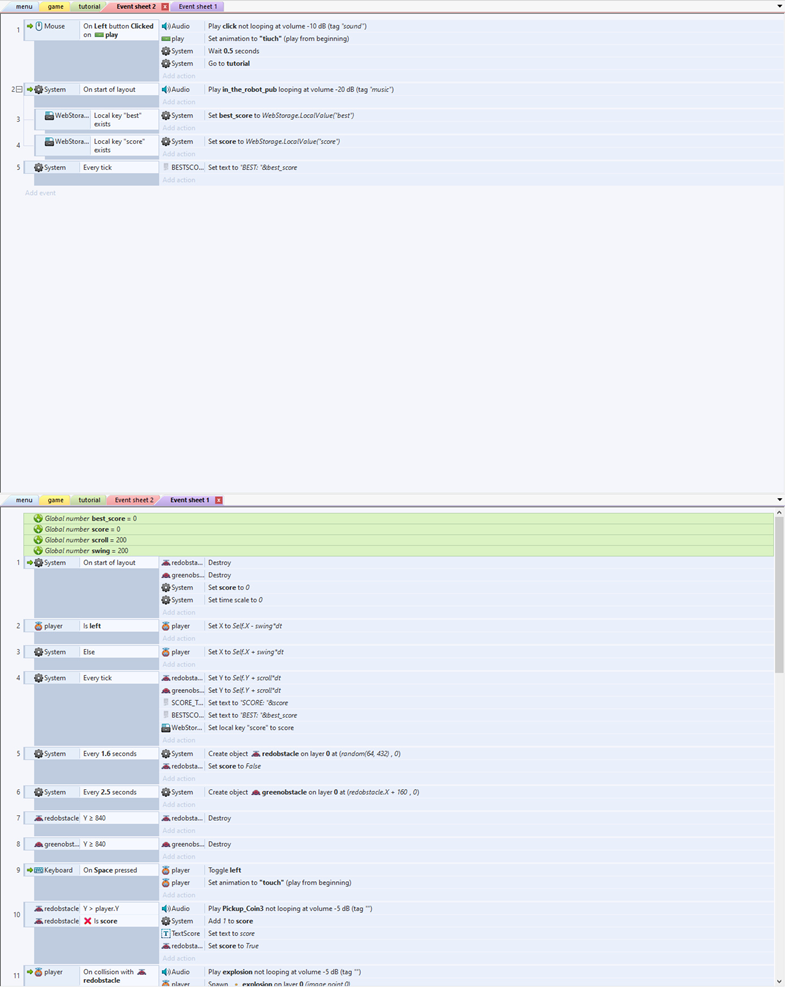 menu game tutorial Event sheet 2 x Event sheet 1
1 Mouse On Left button Clicked on play Audio Play click not looping at volume -10 dB (tag "sound")
play Set animation to "tiuch" (play from beginning)
System Wait 0.5 seconds
System Go to tutorial
Add action
2 System On start of layout Audio Play in_the_robot_pub looping at volume -20 dB (tag "music")
3 WebStora... Local key "best" exists System Set best_score to WebStorage.LocalValue("best")
4 WebStora... Local key "score" exists System Set score to WebStorage.LocalValue("score")
5 System Every tick BESTSCO... Set text to "BEST: "&best_score
Add action
Add event
menu game tutorial Event sheet 2 Event sheet 1 x
Global number best_score = 0
Global number score = 0
Global number scroll = 200
Global number swing = 200
1 System On start of layout redobsta... Destroy
greenobs... Destroy
System Set score to 0
System Set time scale to 0
Add action
2 player Is left player Set X to Self.X - swing*dt
Add action
3 System Else player Set X to Self.X + swing*dt
Add action
4 System Every tick redobsta... Set Y to Self.Y + scroll*dt
greenobs... Set Y to Self.Y + scroll*dt
SCORE_T... Set text to "SCORE: "&score
BESTSCO... Set text to "BEST: "&best_score
WebStor... Set local key "score" to score
Add action
5 System Every 1.6 seconds System Create object redobstacle on layer 0 at (random(64, 432) , 0)
redobsta... Set score to False
Add action
6 System Every 2.5 seconds System Create object greenobstacle on layer 0 at (redobstacle.X + 160 , 0)
Add action
7 redobstacle Y ≥ 840 redobsta... Destroy
Add action
8 greenobst... Y ≥ 840 greenobs... Destroy
Add action
9 Keyboard On Space pressed player Toggle left
player Set animation to "touch" (play from beginning)
Add action
10 redobstacle Y > player.Y Audio Play Pickup_Coin3 not looping at volume -5 dB (tag "")
redobstacle Is score System Add 1 to score
T TextScore Set text to score
redobsta... Set score to True
Add action
11 player On collision with redobstacle Audio Play explosion not looping at volume -5 dB (tag "")
player Spawn explosion on layer 0 (image point 0)